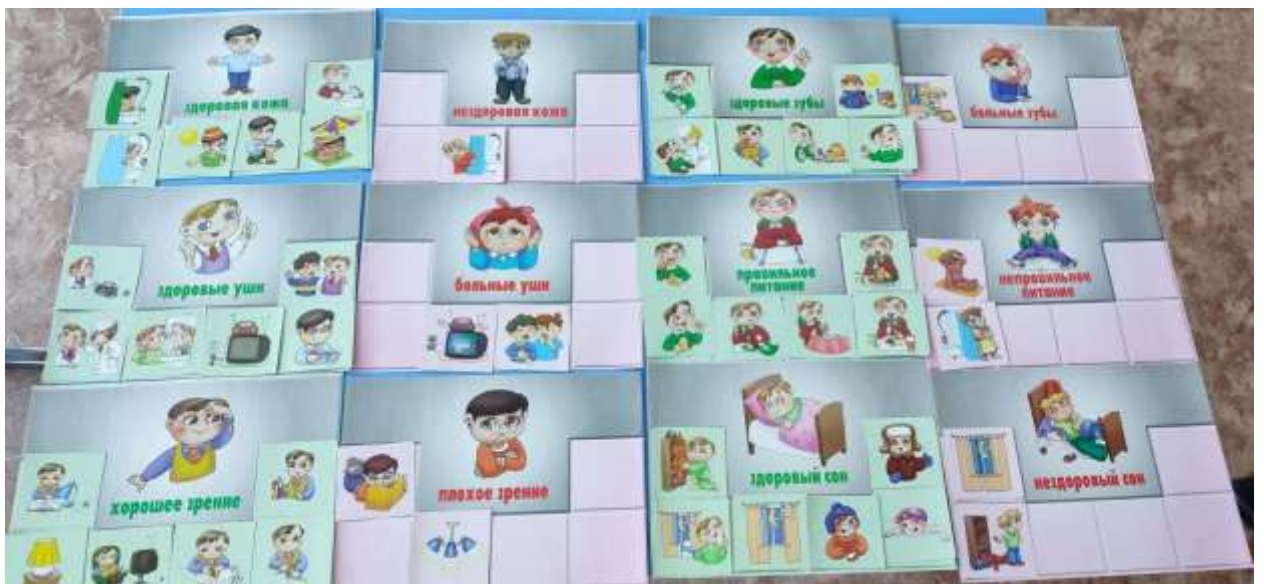 здоровая кожа
нездоровая кожа
здоровые зубы
больные зубы
здоровые уши
больные уши
правильное
питание
неправильное
питание
хорошее зрение
плохое зрение
здоровый сон
нездоровый сон